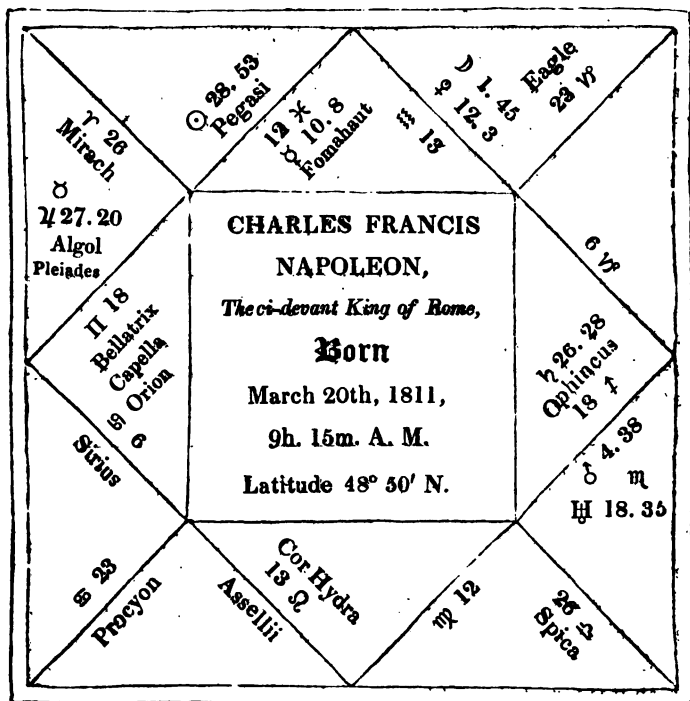 ☉ 28. 53
Pegasi
12 ♓
☿ 10. 8
Fomahaut
☽ 1. 45
♀ 12. 3
Eagle
23 ♑
♒ 13
♈ 26
Mirach
♉
♃ 27. 20
Algol
Pleiades
♊ 18
Bellatrix
Capella
Orion
♋ 6
CHARLES FRANCIS
NAPOLEON,
The ci-devant King of Rome,
Born
March 20th, 1811,
9h. 15m. A. M.
Latitude 48° 50′ N.
6 ♑
♄ 26. 28
Ophincus
18 ♐
♂ 4. 38
♏
♅ 18. 35
Sirius
♋ 23
Procyon
Assellii
Cor Hydra
13 ♌
♍ 12
26 ♎
Spica